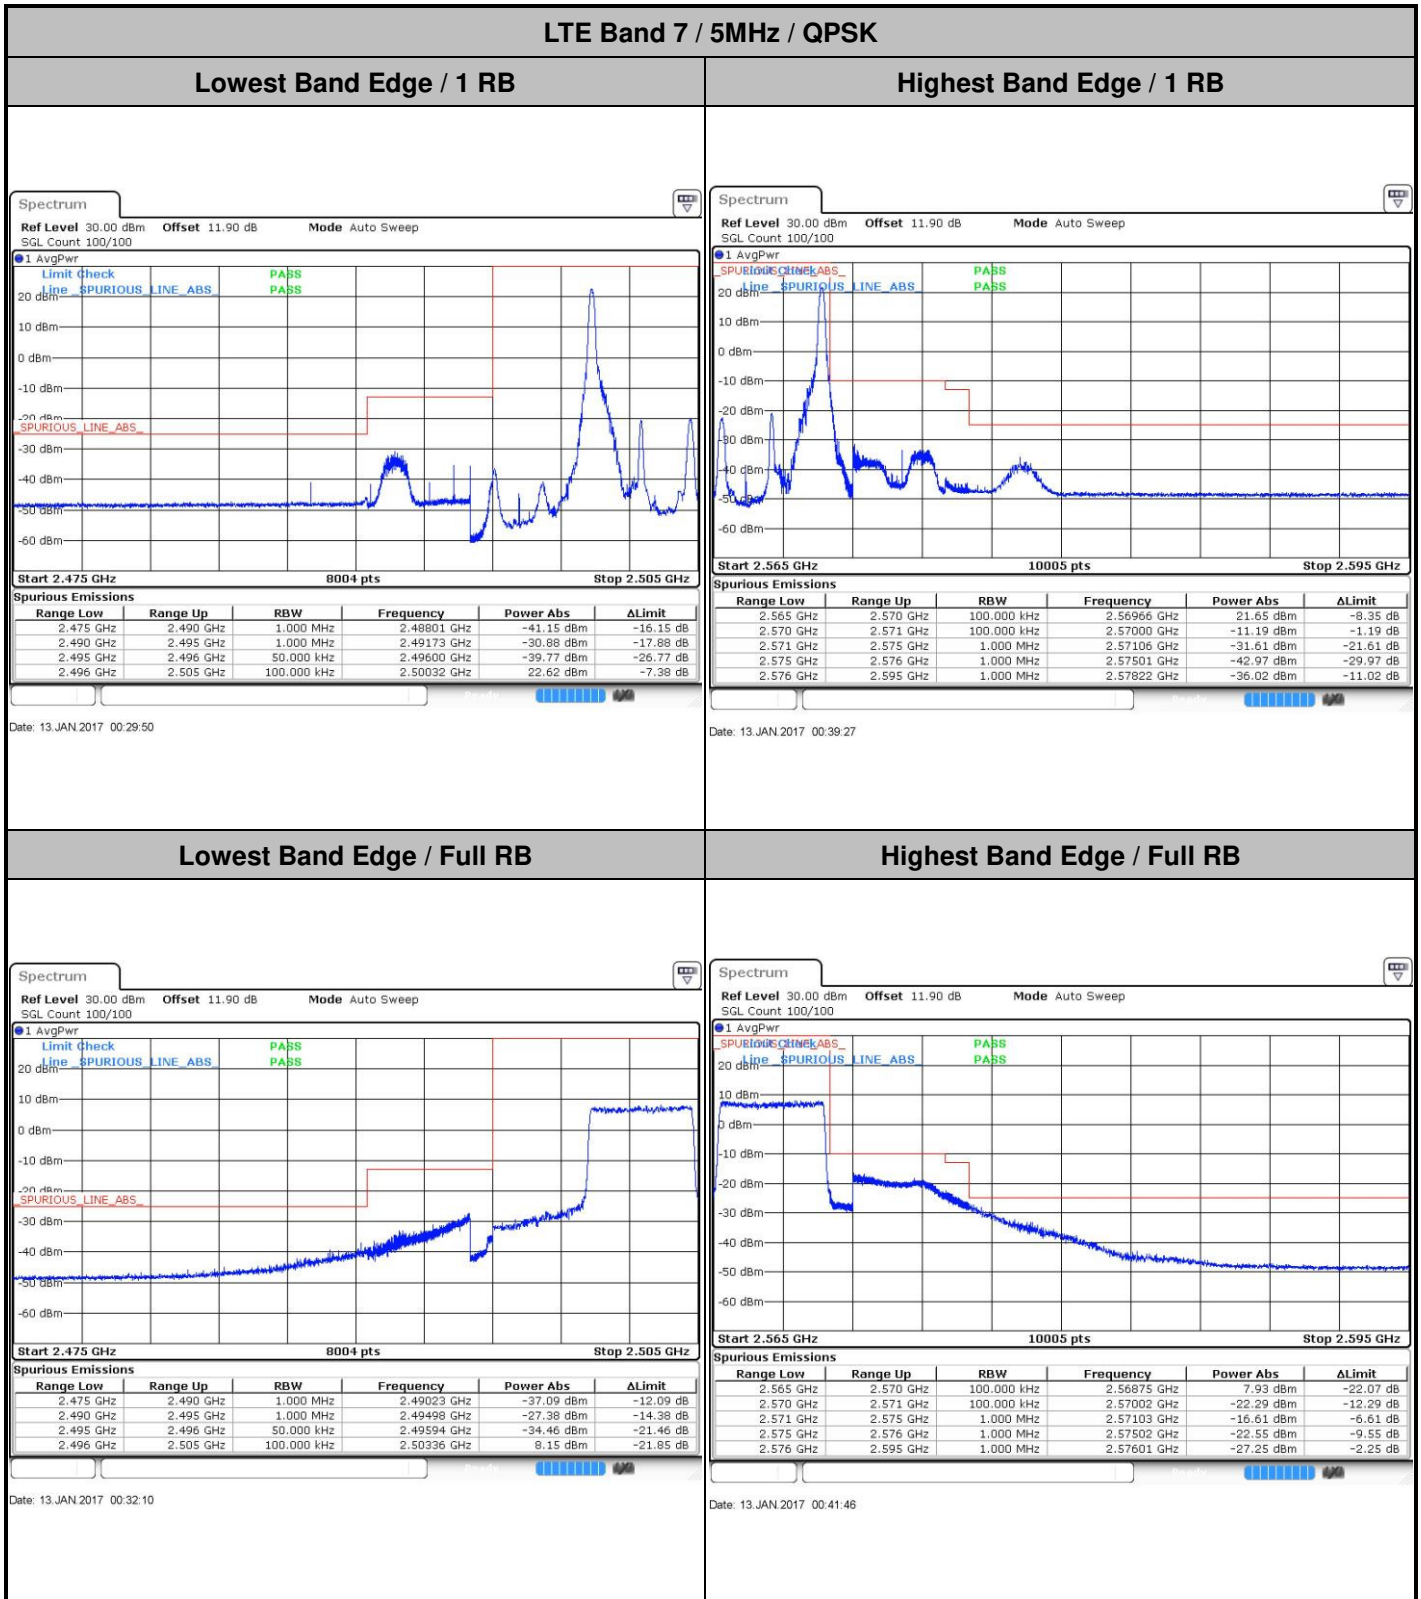 LTE Band 7 / 5MHz / QPSK
Lowest Band Edge / 1 RB
Highest Band Edge / 1 RB
Spectrum
Ref Level 30.00 dBm Offset 11.90 dB Mode Auto Sweep
SGL Count 100/100
1 AvgPwr
Limit Check PASS
Line _SPURIOUS_LINE_ABS_ PASS
20 dBm
10 dBm
0 dBm
-10 dBm
-20 dBm
_SPURIOUS_LINE_ABS_
-30 dBm
-40 dBm
-50 dBm
-60 dBm
Start 2.475 GHz 8004 pts Stop 2.505 GHz
Spurious Emissions
Range Low Range Up RBW Frequency Power Abs ΔLimit
2.475 GHz 2.490 GHz 1.000 MHz 2.48801 GHz -41.15 dBm -16.15 dB
2.490 GHz 2.495 GHz 1.000 MHz 2.49173 GHz -30.88 dBm -17.88 dB
2.495 GHz 2.496 GHz 50.000 kHz 2.49600 GHz -39.77 dBm -26.77 dB
2.496 GHz 2.505 GHz 100.000 kHz 2.50032 GHz 22.62 dBm -7.38 dB
Date: 13.JAN.2017 00:29:50
Spectrum
Ref Level 30.00 dBm Offset 11.90 dB Mode Auto Sweep
SGL Count 100/100
1 AvgPwr
_SPURIOUS_LINE_ABS_
Limit Check PASS
Line _SPURIOUS_LINE_ABS_ PASS
20 dBm
10 dBm
0 dBm
-10 dBm
-20 dBm
-30 dBm
-40 dBm
-50 dBm
-60 dBm
Start 2.565 GHz 10005 pts Stop 2.595 GHz
Spurious Emissions
Range Low Range Up RBW Frequency Power Abs ΔLimit
2.565 GHz 2.570 GHz 100.000 kHz 2.56966 GHz 21.65 dBm -8.35 dB
2.570 GHz 2.571 GHz 100.000 kHz 2.57000 GHz -11.19 dBm -1.19 dB
2.571 GHz 2.575 GHz 1.000 MHz 2.57106 GHz -31.61 dBm -21.61 dB
2.575 GHz 2.576 GHz 1.000 MHz 2.57501 GHz -42.97 dBm -29.97 dB
2.576 GHz 2.595 GHz 1.000 MHz 2.57822 GHz -36.02 dBm -11.02 dB
Date: 13.JAN.2017 00:39:27
Lowest Band Edge / Full RB
Highest Band Edge / Full RB
Spectrum
Ref Level 30.00 dBm Offset 11.90 dB Mode Auto Sweep
SGL Count 100/100
1 AvgPwr
Limit Check PASS
Line _SPURIOUS_LINE_ABS_ PASS
20 dBm
10 dBm
0 dBm
-10 dBm
-20 dBm
_SPURIOUS_LINE_ABS_
-30 dBm
-40 dBm
-50 dBm
-60 dBm
Start 2.475 GHz 8004 pts Stop 2.505 GHz
Spurious Emissions
Range Low Range Up RBW Frequency Power Abs ΔLimit
2.475 GHz 2.490 GHz 1.000 MHz 2.49023 GHz -37.09 dBm -12.09 dB
2.490 GHz 2.495 GHz 1.000 MHz 2.49498 GHz -27.38 dBm -14.38 dB
2.495 GHz 2.496 GHz 50.000 kHz 2.49594 GHz -34.46 dBm -21.46 dB
2.496 GHz 2.505 GHz 100.000 kHz 2.50336 GHz 8.15 dBm -21.85 dB
Date: 13.JAN.2017 00:32:10
Spectrum
Ref Level 30.00 dBm Offset 11.90 dB Mode Auto Sweep
SGL Count 100/100
1 AvgPwr
_SPURIOUS_LINE_ABS_
Limit Check PASS
Line _SPURIOUS_LINE_ABS_ PASS
20 dBm
10 dBm
0 dBm
-10 dBm
-20 dBm
-30 dBm
-40 dBm
-50 dBm
-60 dBm
Start 2.565 GHz 10005 pts Stop 2.595 GHz
Spurious Emissions
Range Low Range Up RBW Frequency Power Abs ΔLimit
2.565 GHz 2.570 GHz 100.000 kHz 2.56875 GHz 7.93 dBm -22.07 dB
2.570 GHz 2.571 GHz 100.000 kHz 2.57002 GHz -22.29 dBm -12.29 dB
2.571 GHz 2.575 GHz 1.000 MHz 2.57103 GHz -16.61 dBm -6.61 dB
2.575 GHz 2.576 GHz 1.000 MHz 2.57502 GHz -22.55 dBm -9.55 dB
2.576 GHz 2.595 GHz 1.000 MHz 2.57601 GHz -27.25 dBm -2.25 dB
Date: 13.JAN.2017 00:41:46